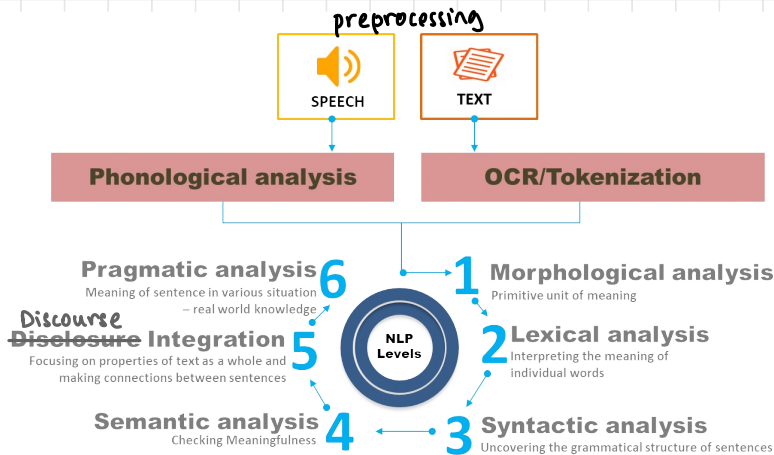 preprocessing
SPEECH
TEXT
Phonological analysis
OCR/Tokenization
1
Morphological analysis
Primitive unit of meaning
2
Lexical analysis
Interpreting the meaning of
individual words
3
Syntactic analysis
Uncovering the grammatical structure of sentences
4
Semantic analysis
Checking Meaningfulness
5
Discourse
Disclosure Integration
Focusing on properties of text as a whole and
making connections between sentences
6
Pragmatic analysis
Meaning of sentence in various situation
– real world knowledge
NLP
Levels